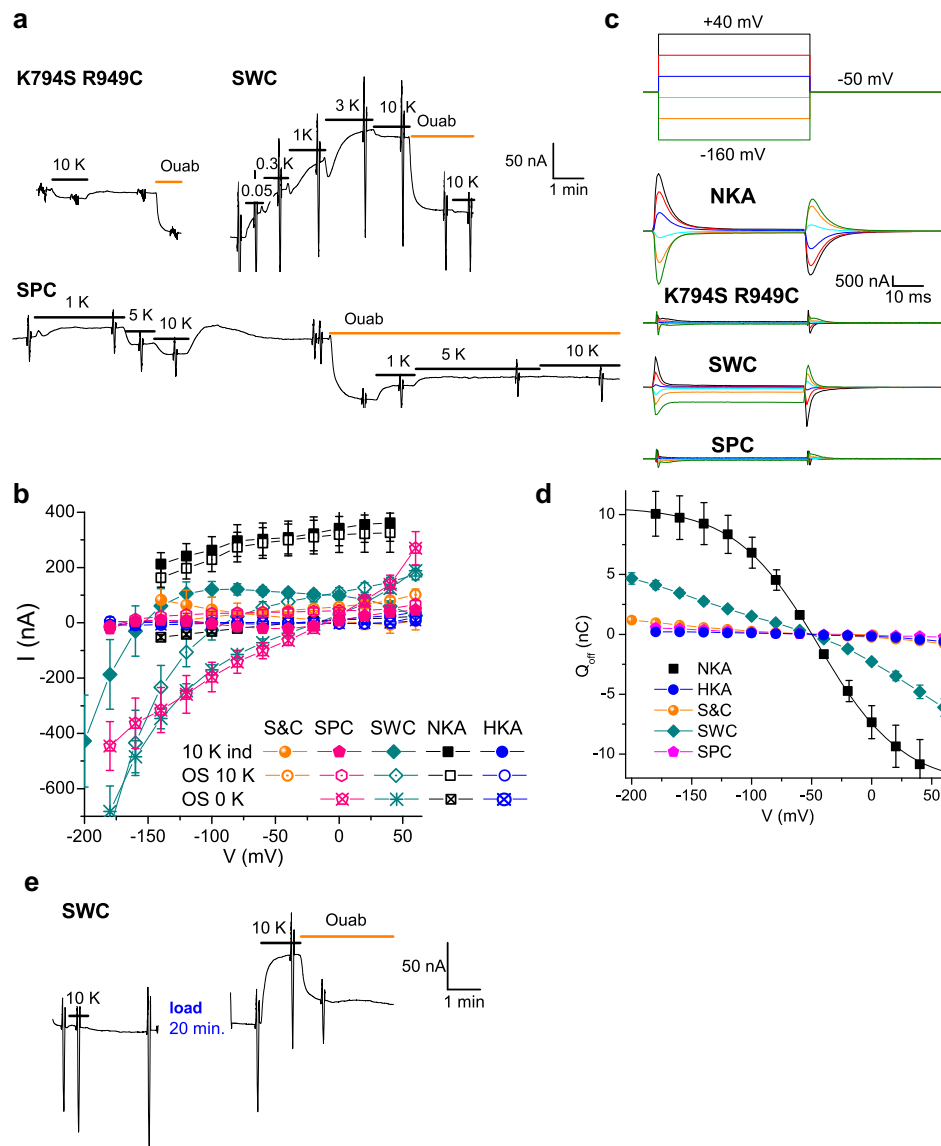 a
K794S R949C
10 K
Ouab
SWC
0.05
0.3 K
1K
3 K
10 K
Ouab
10 K
50 nA
1 min
SPC
1 K
5 K
10 K
Ouab
1 K
5 K
10 K
c
+40 mV
-50 mV
-160 mV
NKA
500 nA
10 ms
K794S R949C
SWC
SPC
b
400
200
0
-200
-400
-600
I (nA)
-200
-150
-100
-50
0
50
V (mV)
S&C SPC SWC NKA HKA
10 K ind
OS 10 K
OS 0 K
d
10
5
0
-5
-10
Qoff (nC)
NKA
HKA
S&C
SWC
SPC
-200
-150
-100
-50
0
50
V (mV)
e
SWC
10 K
load
20 min.
10 K
Ouab
50 nA
1 min